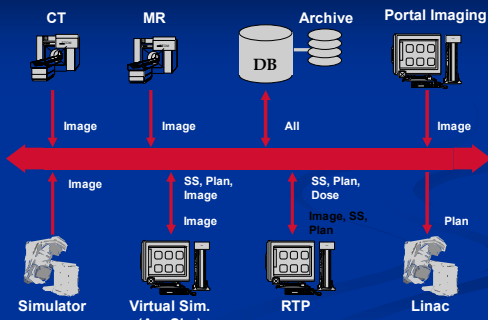 CT
MR
Archive
Portal Imaging
DB
Image
Image
All
Image
Image
SS, Plan,
Image
Image
SS, Plan,
Dose
Image, SS,
Plan
Plan
Simulator
Virtual Sim.
RTP
Linac